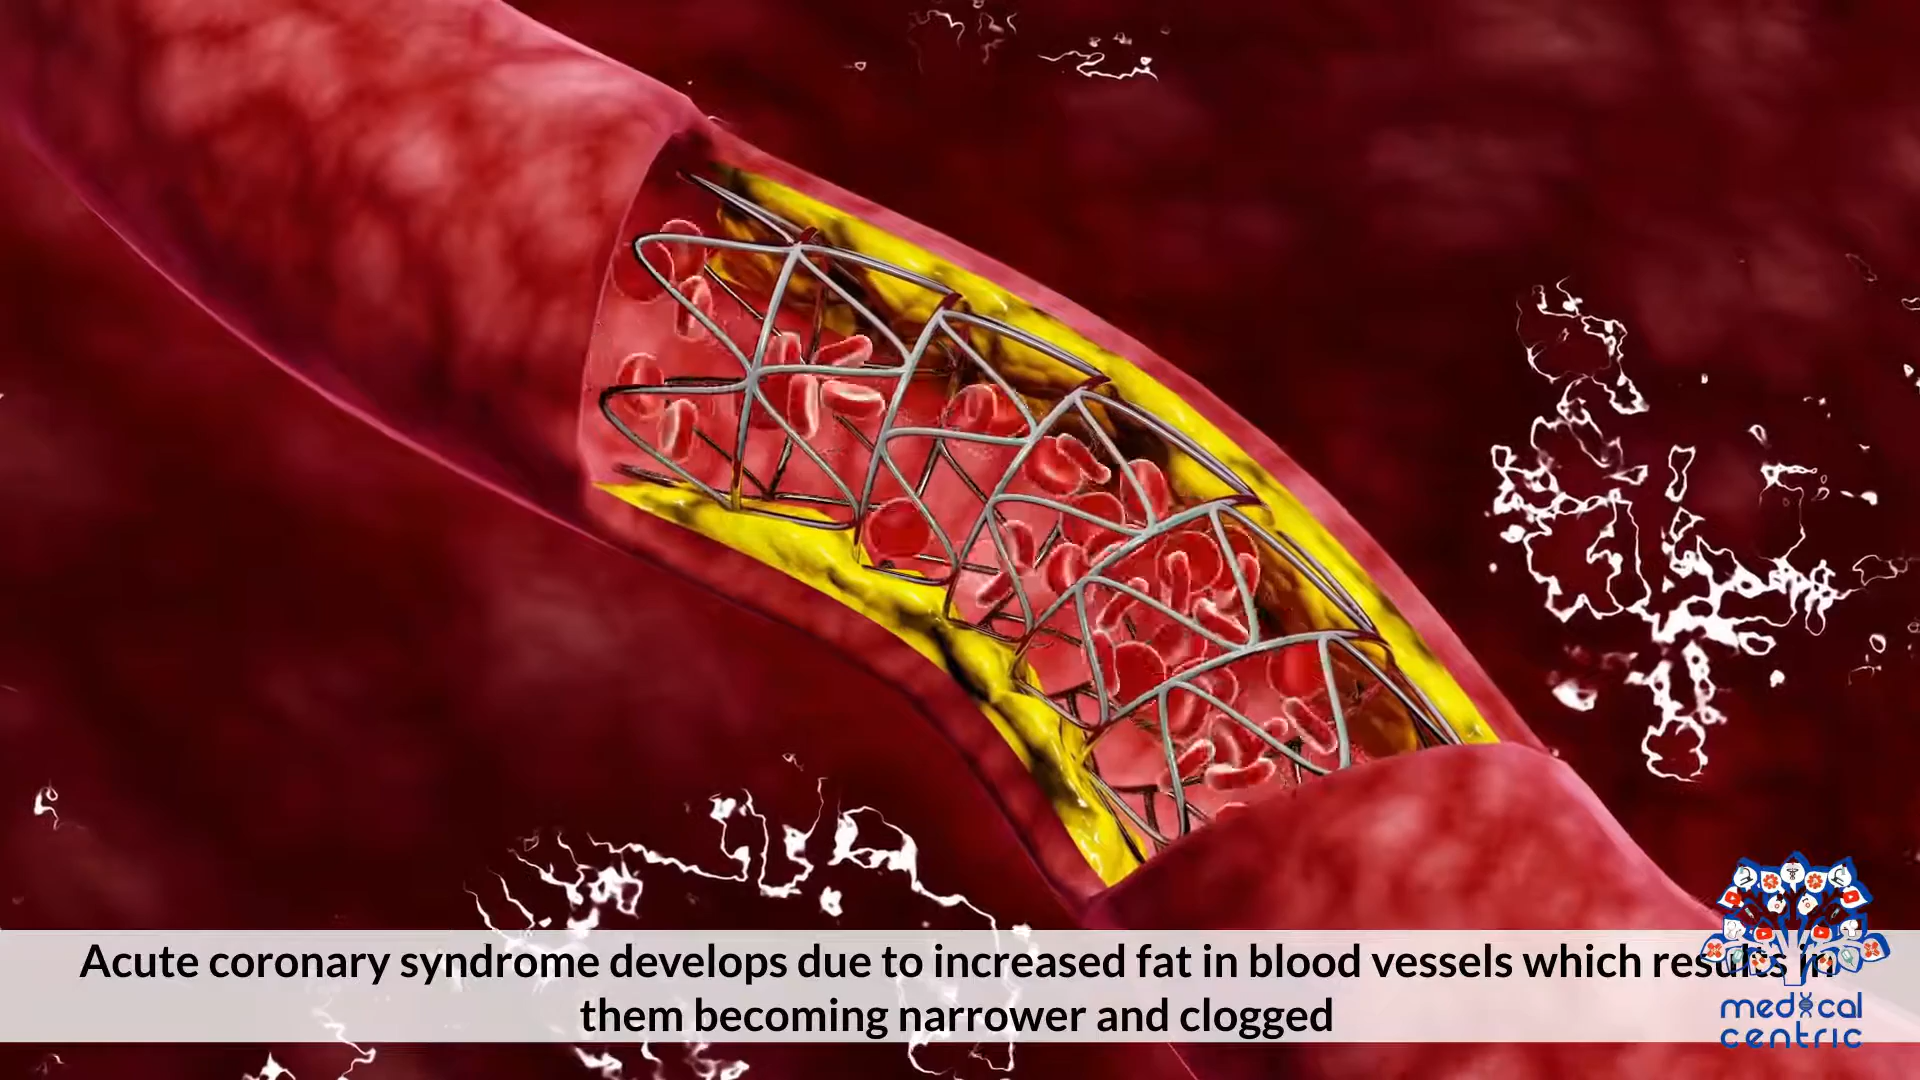 Acute coronary syndrome develops due to increased fat in blood vessels which results in
them becoming narrower and clogged
medical
centric